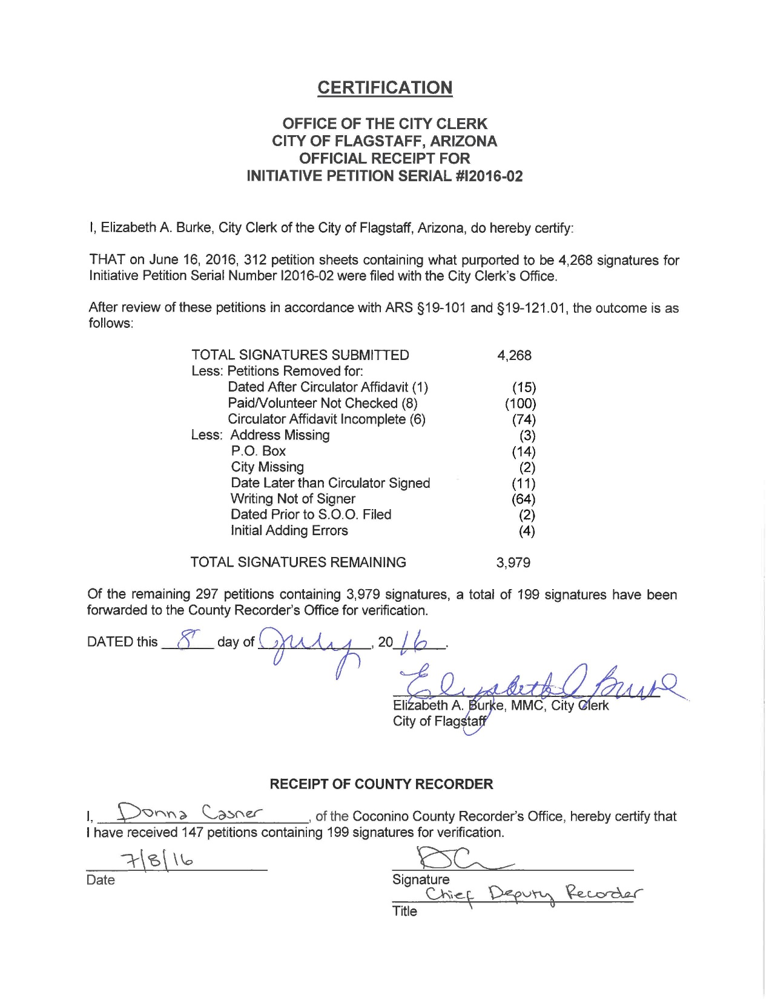 CERTIFICATION
OFFICE OF THE CITY CLERK
CITY OF FLAGSTAFF, ARIZONA
OFFICIAL RECEIPT FOR
INITIATIVE PETITION SERIAL #I2016-02
I, Elizabeth A. Burke, City Clerk of the City of Flagstaff, Arizona, do hereby certify:
THAT on June 16, 2016, 312 petition sheets containing what purported to be 4,268 signatures for
Initiative Petition Serial Number I2016-02 were filed with the City Clerk's Office.
After review of these petitions in accordance with ARS §19-101 and §19-121.01, the outcome is as
follows:
TOTAL SIGNATURES SUBMITTED 4,268
Less: Petitions Removed for:
Dated After Circulator Affidavit (1) (15)
Paid/Volunteer Not Checked (8) (100)
Circulator Affidavit Incomplete (6) (74)
Less: Address Missing (3)
P.O. Box (14)
City Missing (2)
Date Later than Circulator Signed (11)
Writing Not of Signer (64)
Dated Prior to S.O.O. Filed (2)
Initial Adding Errors (4)
TOTAL SIGNATURES REMAINING 3,979
Of the remaining 297 petitions containing 3,979 signatures, a total of 199 signatures have been
forwarded to the County Recorder's Office for verification.
DATED this 8 day of July, 2016.
Elizabeth A Burke
Elizabeth A. Burke, MMC, City Clerk
City of Flagstaff
RECEIPT OF COUNTY RECORDER
I, Donna Casner, of the Coconino County Recorder's Office, hereby certify that
I have received 147 petitions containing 199 signatures for verification.
7/8/16 DC
Date Signature
Chief Deputy Recorder
Title